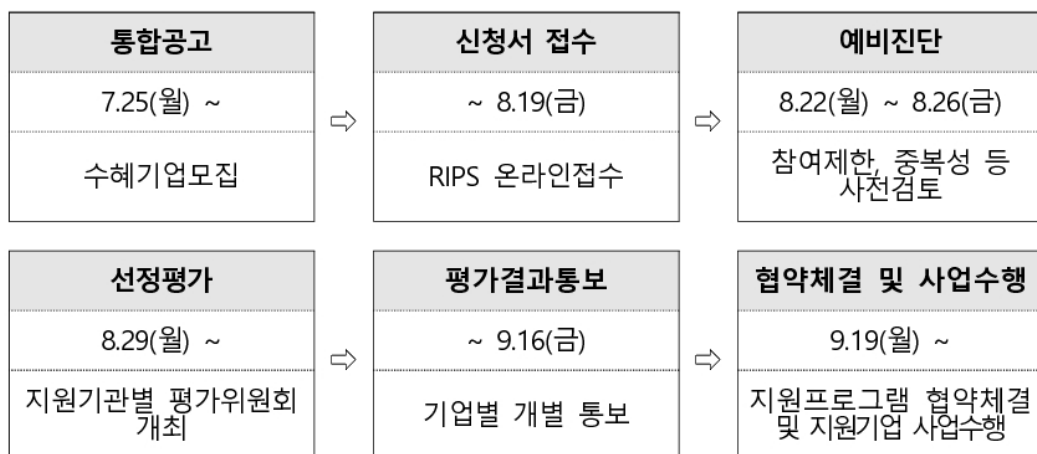 통합공고
7.25(월) ~
수혜기업모집
신청서 접수
~ 8.19(금)
RIPS 온라인접수
예비진단
8.22(월) ~ 8.26(금)
참여제한, 중복성 등
사전검토
선정평가
8.29(월) ~
지원기관별 평가위원회
개최
평가결과통보
~ 9.16(금)
기업별 개별 통보
협약체결 및 사업수행
9.19(월) ~
지원프로그램 협약체결
및 지원기업 사업수행